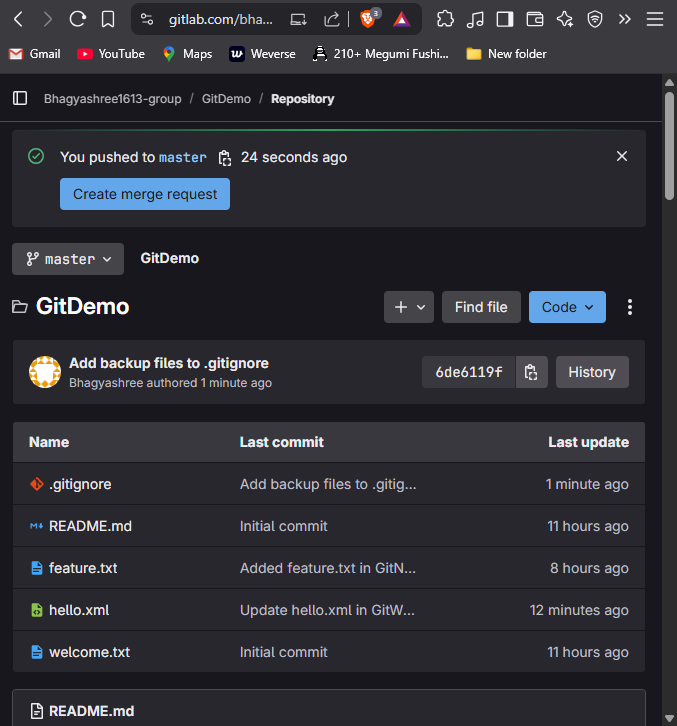 gitlab.com/bha...
3
Gmail
YouTube
Maps
W Weverse
210+ Megumi Fushi...
New folder
Bhagyashree1613-group / GitDemo / Repository
You pushed to master 24 seconds ago
Create merge request
master
GitDemo
GitDemo
+
Find file
Code
Add backup files to .gitignore
Bhagyashree authored 1 minute ago
6de6119f
History
Name Last commit Last update
.gitignore Add backup files to .gitig... 1 minute ago
M↓ README.md Initial commit 11 hours ago
feature.txt Added feature.txt in GitN... 8 hours ago
hello.xml Update hello.xml in GitW... 12 minutes ago
welcome.txt Initial commit 11 hours ago
README.md